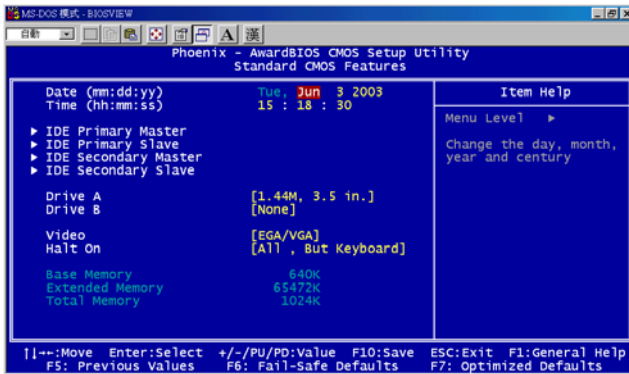 MS-DOS 模式 - BIOSVIEW
自動 A 漢
Phoenix - AwardBIOS CMOS Setup Utility
Standard CMOS Features
Date (mm:dd:yy) Tue, Jun 3 2003
Time (hh:mm:ss) 15 : 18 : 30
▶ IDE Primary Master
▶ IDE Primary Slave
▶ IDE Secondary Master
▶ IDE Secondary Slave
Drive A [1.44M, 3.5 in.]
Drive B [None]
Video [EGA/VGA]
Halt On [All , But Keyboard]
Base Memory 640K
Extended Memory 65472K
Total Memory 1024K
Item Help
Menu Level ▶
Change the day, month,
year and century
↑↓→←:Move Enter:Select +/-/PU/PD:Value F10:Save ESC:Exit F1:General Help
F5: Previous Values F6: Fail-Safe Defaults F7: Optimized Defaults